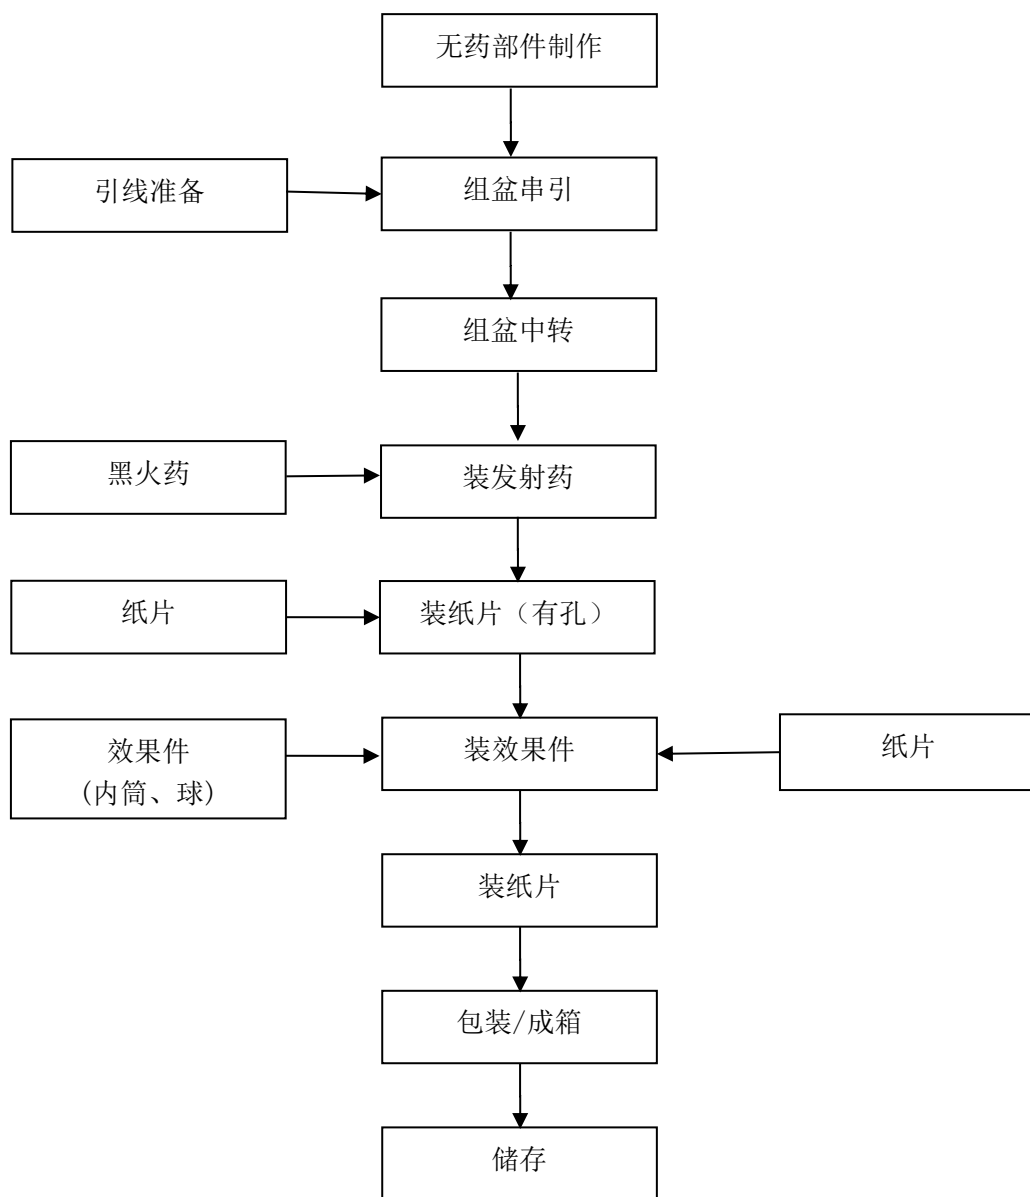 无药部件制作
引线准备
组盆串引
组盆中转
黑火药
装发射药
纸片
装纸片（有孔）
效果件
(内筒、球)
装效果件
纸片
装纸片
包装/成箱
储存